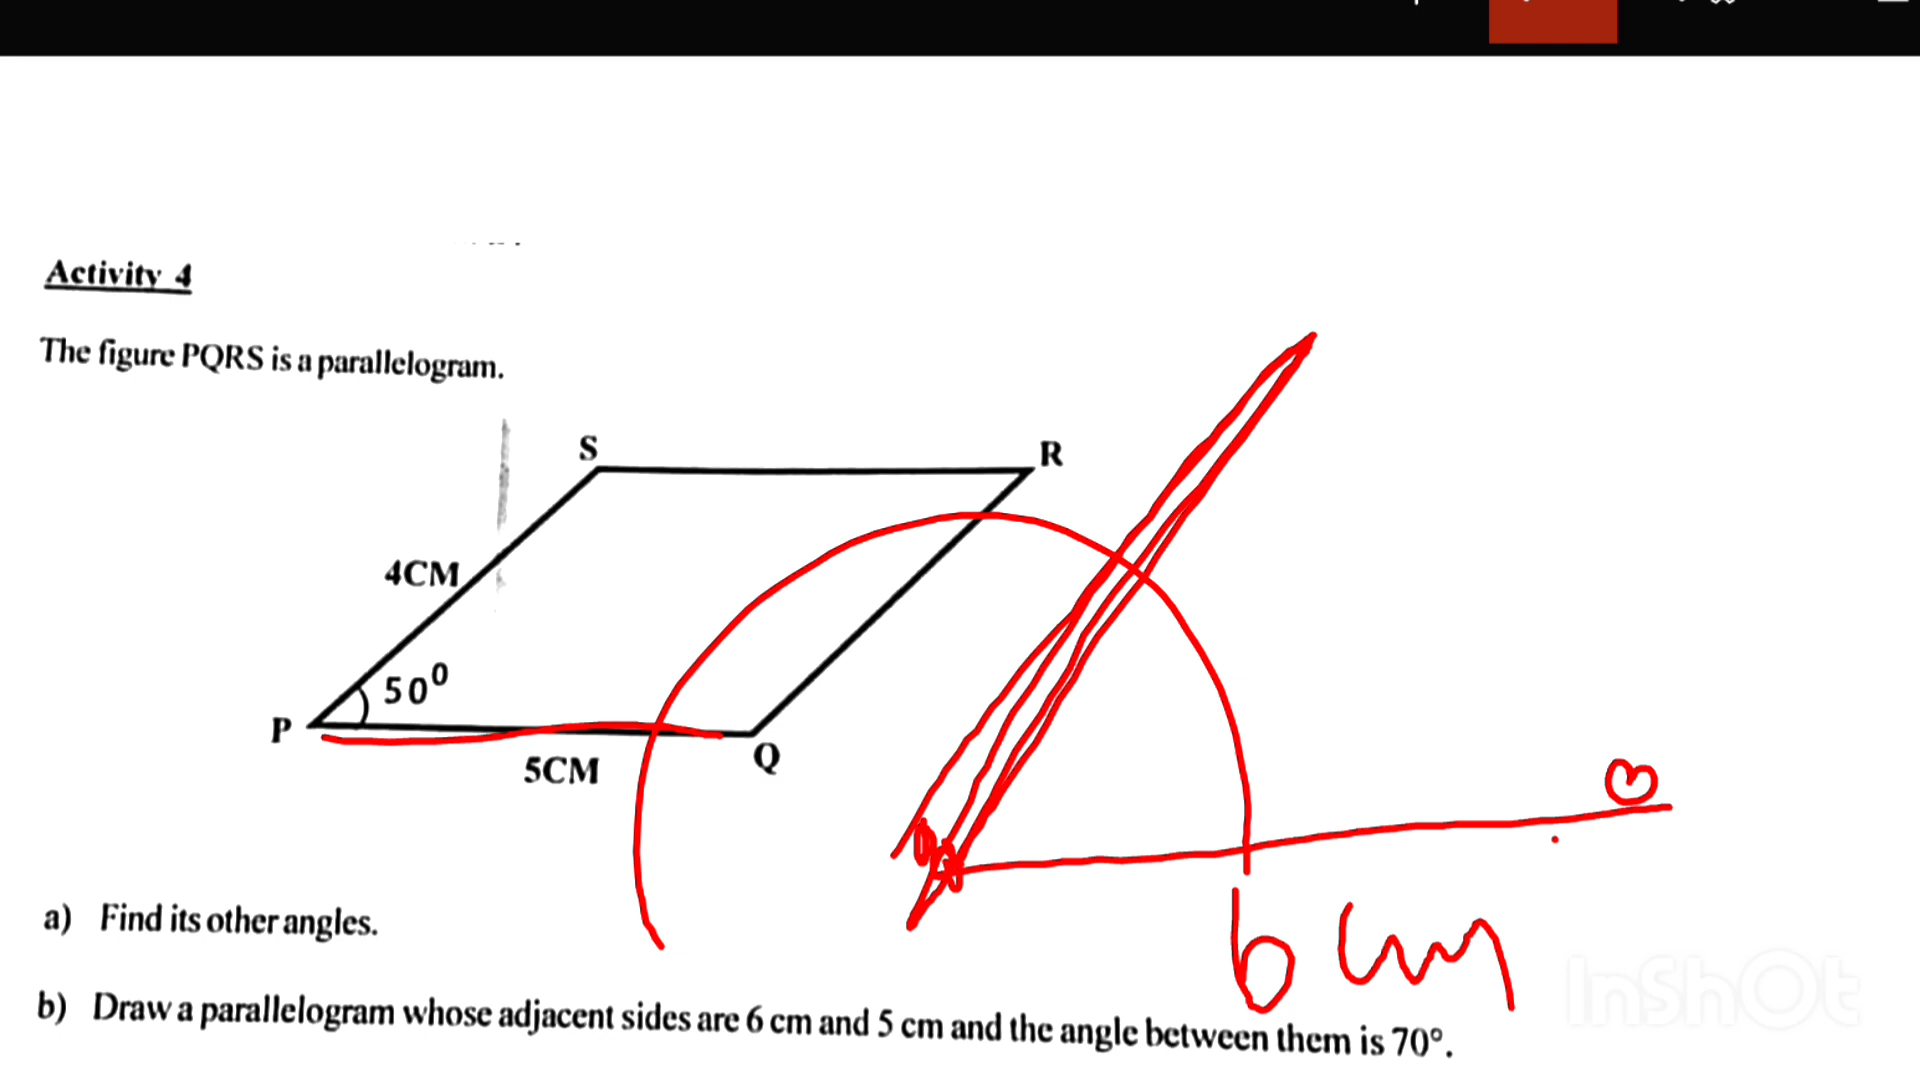 Activity 4
The figure PQRS is a parallelogram.
S
R
4CM
50⁰
P
5CM
Q
6 cm
a) Find its other angles.
b) Draw a parallelogram whose adjacent sides are 6 cm and 5 cm and the angle between them is 70°.
InShOt